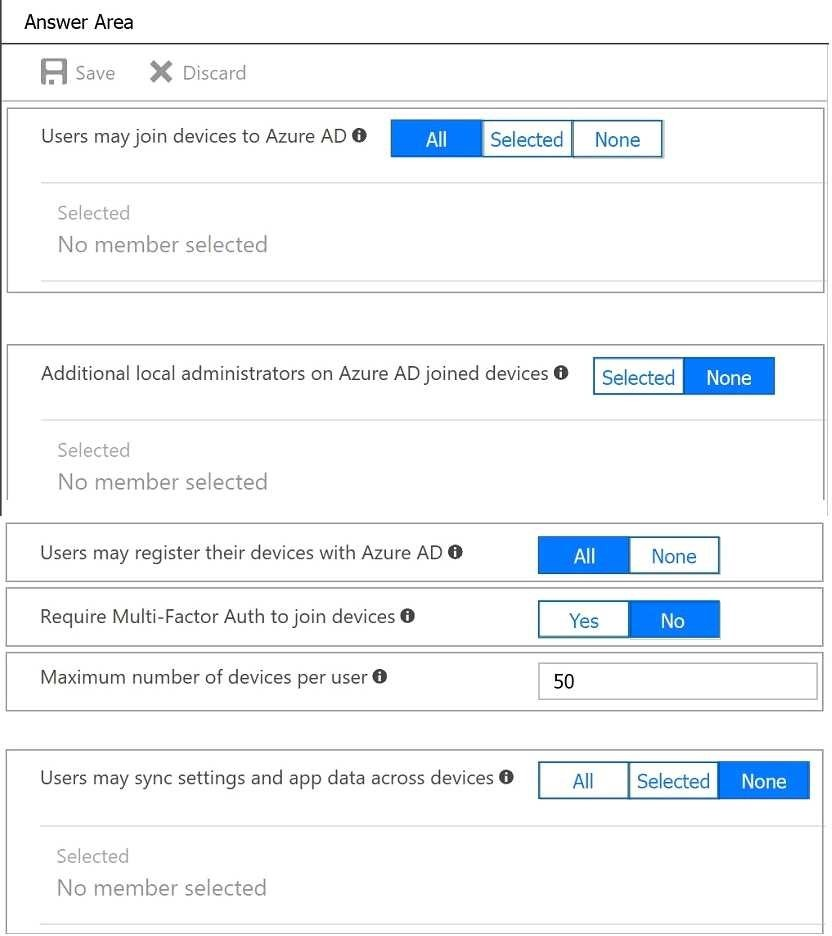 Answer Area
Save Discard
Users may join devices to Azure AD All Selected None
Selected
No member selected
Additional local administrators on Azure AD joined devices Selected None
Selected
No member selected
Users may register their devices with Azure AD All None
Require Multi-Factor Auth to join devices Yes No
Maximum number of devices per user 50
Users may sync settings and app data across devices All Selected None
Selected
No member selected